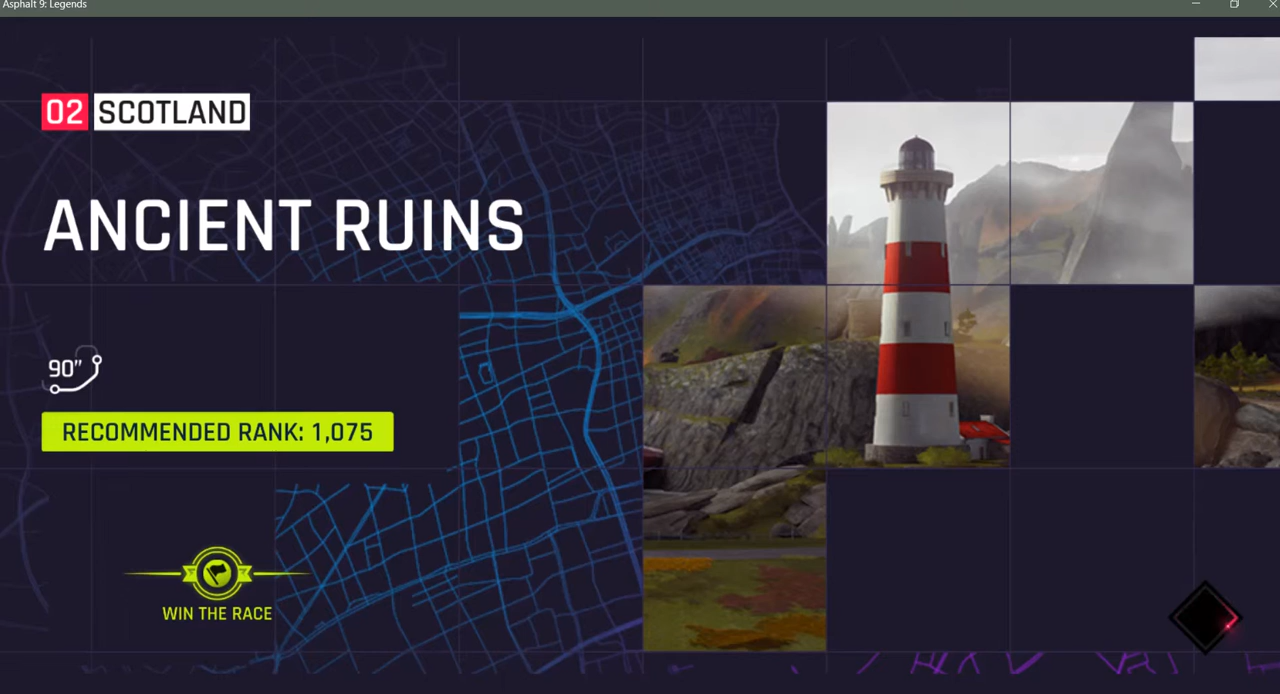 Asphalt 9: Legends
02 SCOTLAND
ANCIENT RUINS
90"
RECOMMENDED RANK: 1,075
WIN THE RACE